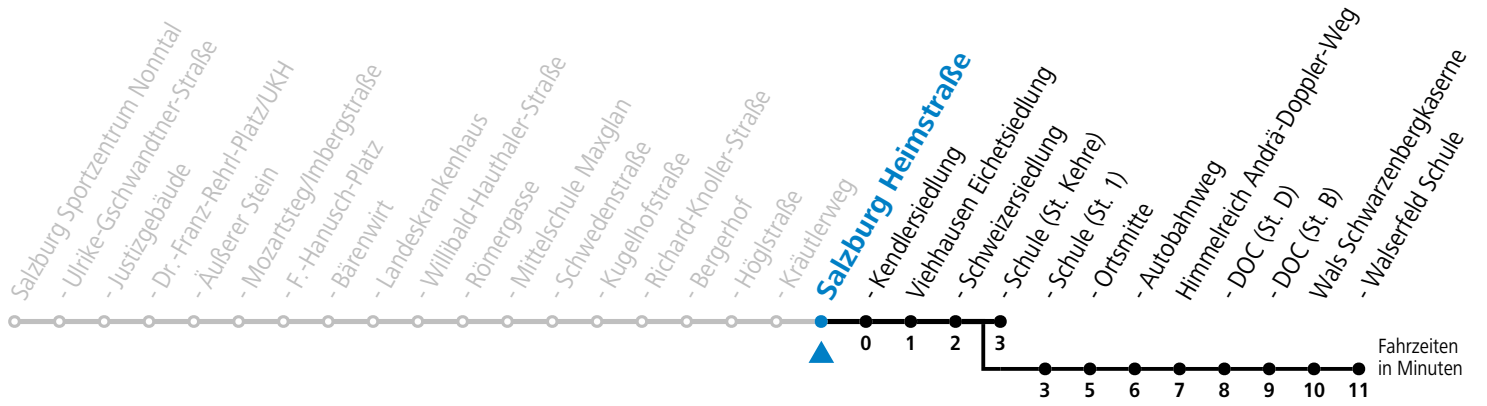 Salzburg Sportzentrum Nonntal
- Ulrike-Gschwandtner-Straße
- Justizgebäude
- Dr.-Franz-Rehrl-Platz/UKH
- Äußerer Stein
- Mozartsteg/Imbergstraße
- F.-Hanusch-Platz
- Bärenwirt
- Landeskrankenhaus
- Willibald-Hauthaler-Straße
- Römergasse
- Mittelschule Maxglan
- Schwedenstraße
- Kugelhofstraße
- Richard-Knoller-Straße
- Bergerhof
- Höglstraße
- Kräutlerweg
Salzburg Heimstraße
- Kendlersiedlung
Viehhausen Eichetsiedlung
- Schweizersiedlung
- Schule (St. Kehre)
- Schule (St. 1)
- Ortsmitte
- Autobahnweg
Himmelreich Andrä-Doppler-Weg
- DOC (St. D)
- DOC (St. B)
Wals Schwarzenbergkaserne
- Walserfeld Schule
0 1 2 3
Fahrzeiten
in Minuten
3 5 6 7 8 9 10 11